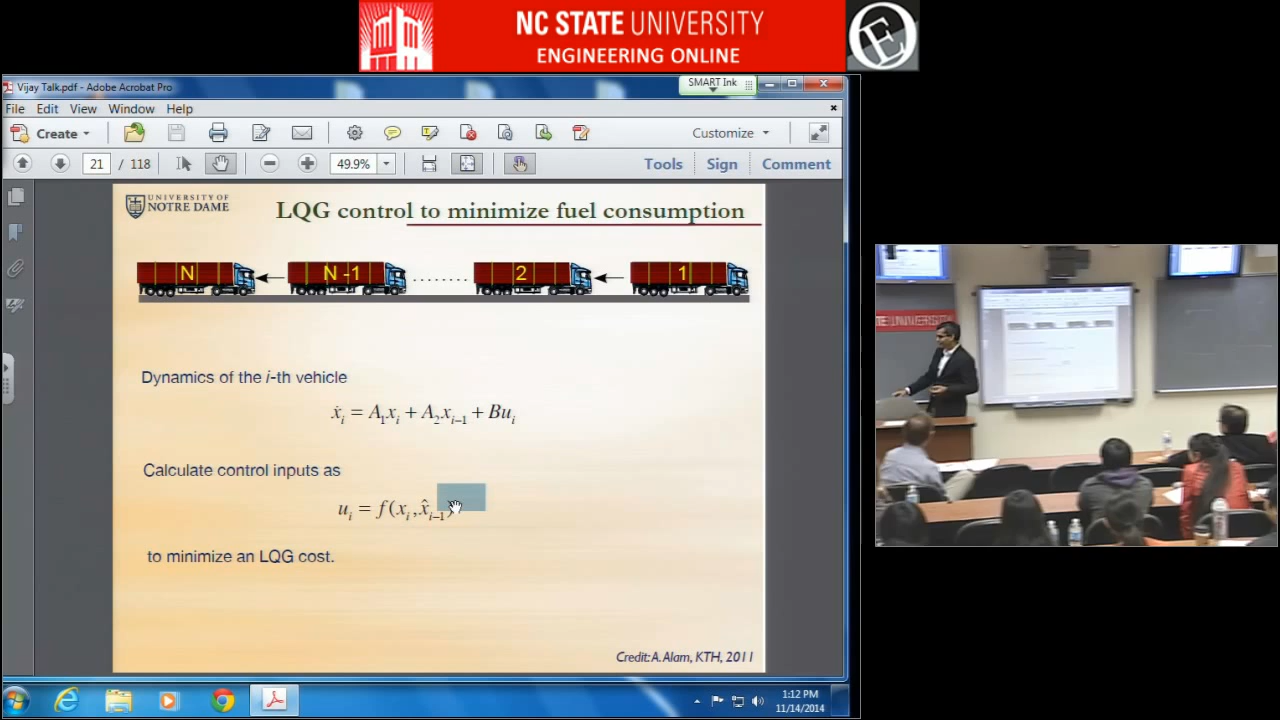 NC STATE UNIVERSITY
ENGINEERING ONLINE
Vijay Talk.pdf - Adobe Acrobat Pro
SMART Ink
File Edit View Window Help
Create
Customize
21 / 118
49.9%
Tools Sign Comment
UNIVERSITY OF
NOTRE DAME
LQG control to minimize fuel consumption
N N -1 ........ 2 1
Dynamics of the i-th vehicle
ẋᵢ = A₁xᵢ + A₂xᵢ₋₁ + Buᵢ
Calculate control inputs as
uᵢ = f(xᵢ, x̂ᵢ₋₁)
to minimize an LQG cost.
Credit: A. Alam, KTH, 2011
1:12 PM
11/14/2014